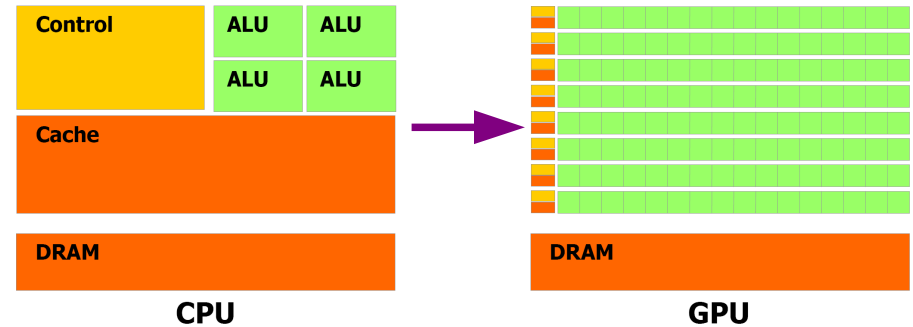 Control
ALU
ALU
ALU
ALU
Cache
DRAM
CPU
DRAM
GPU